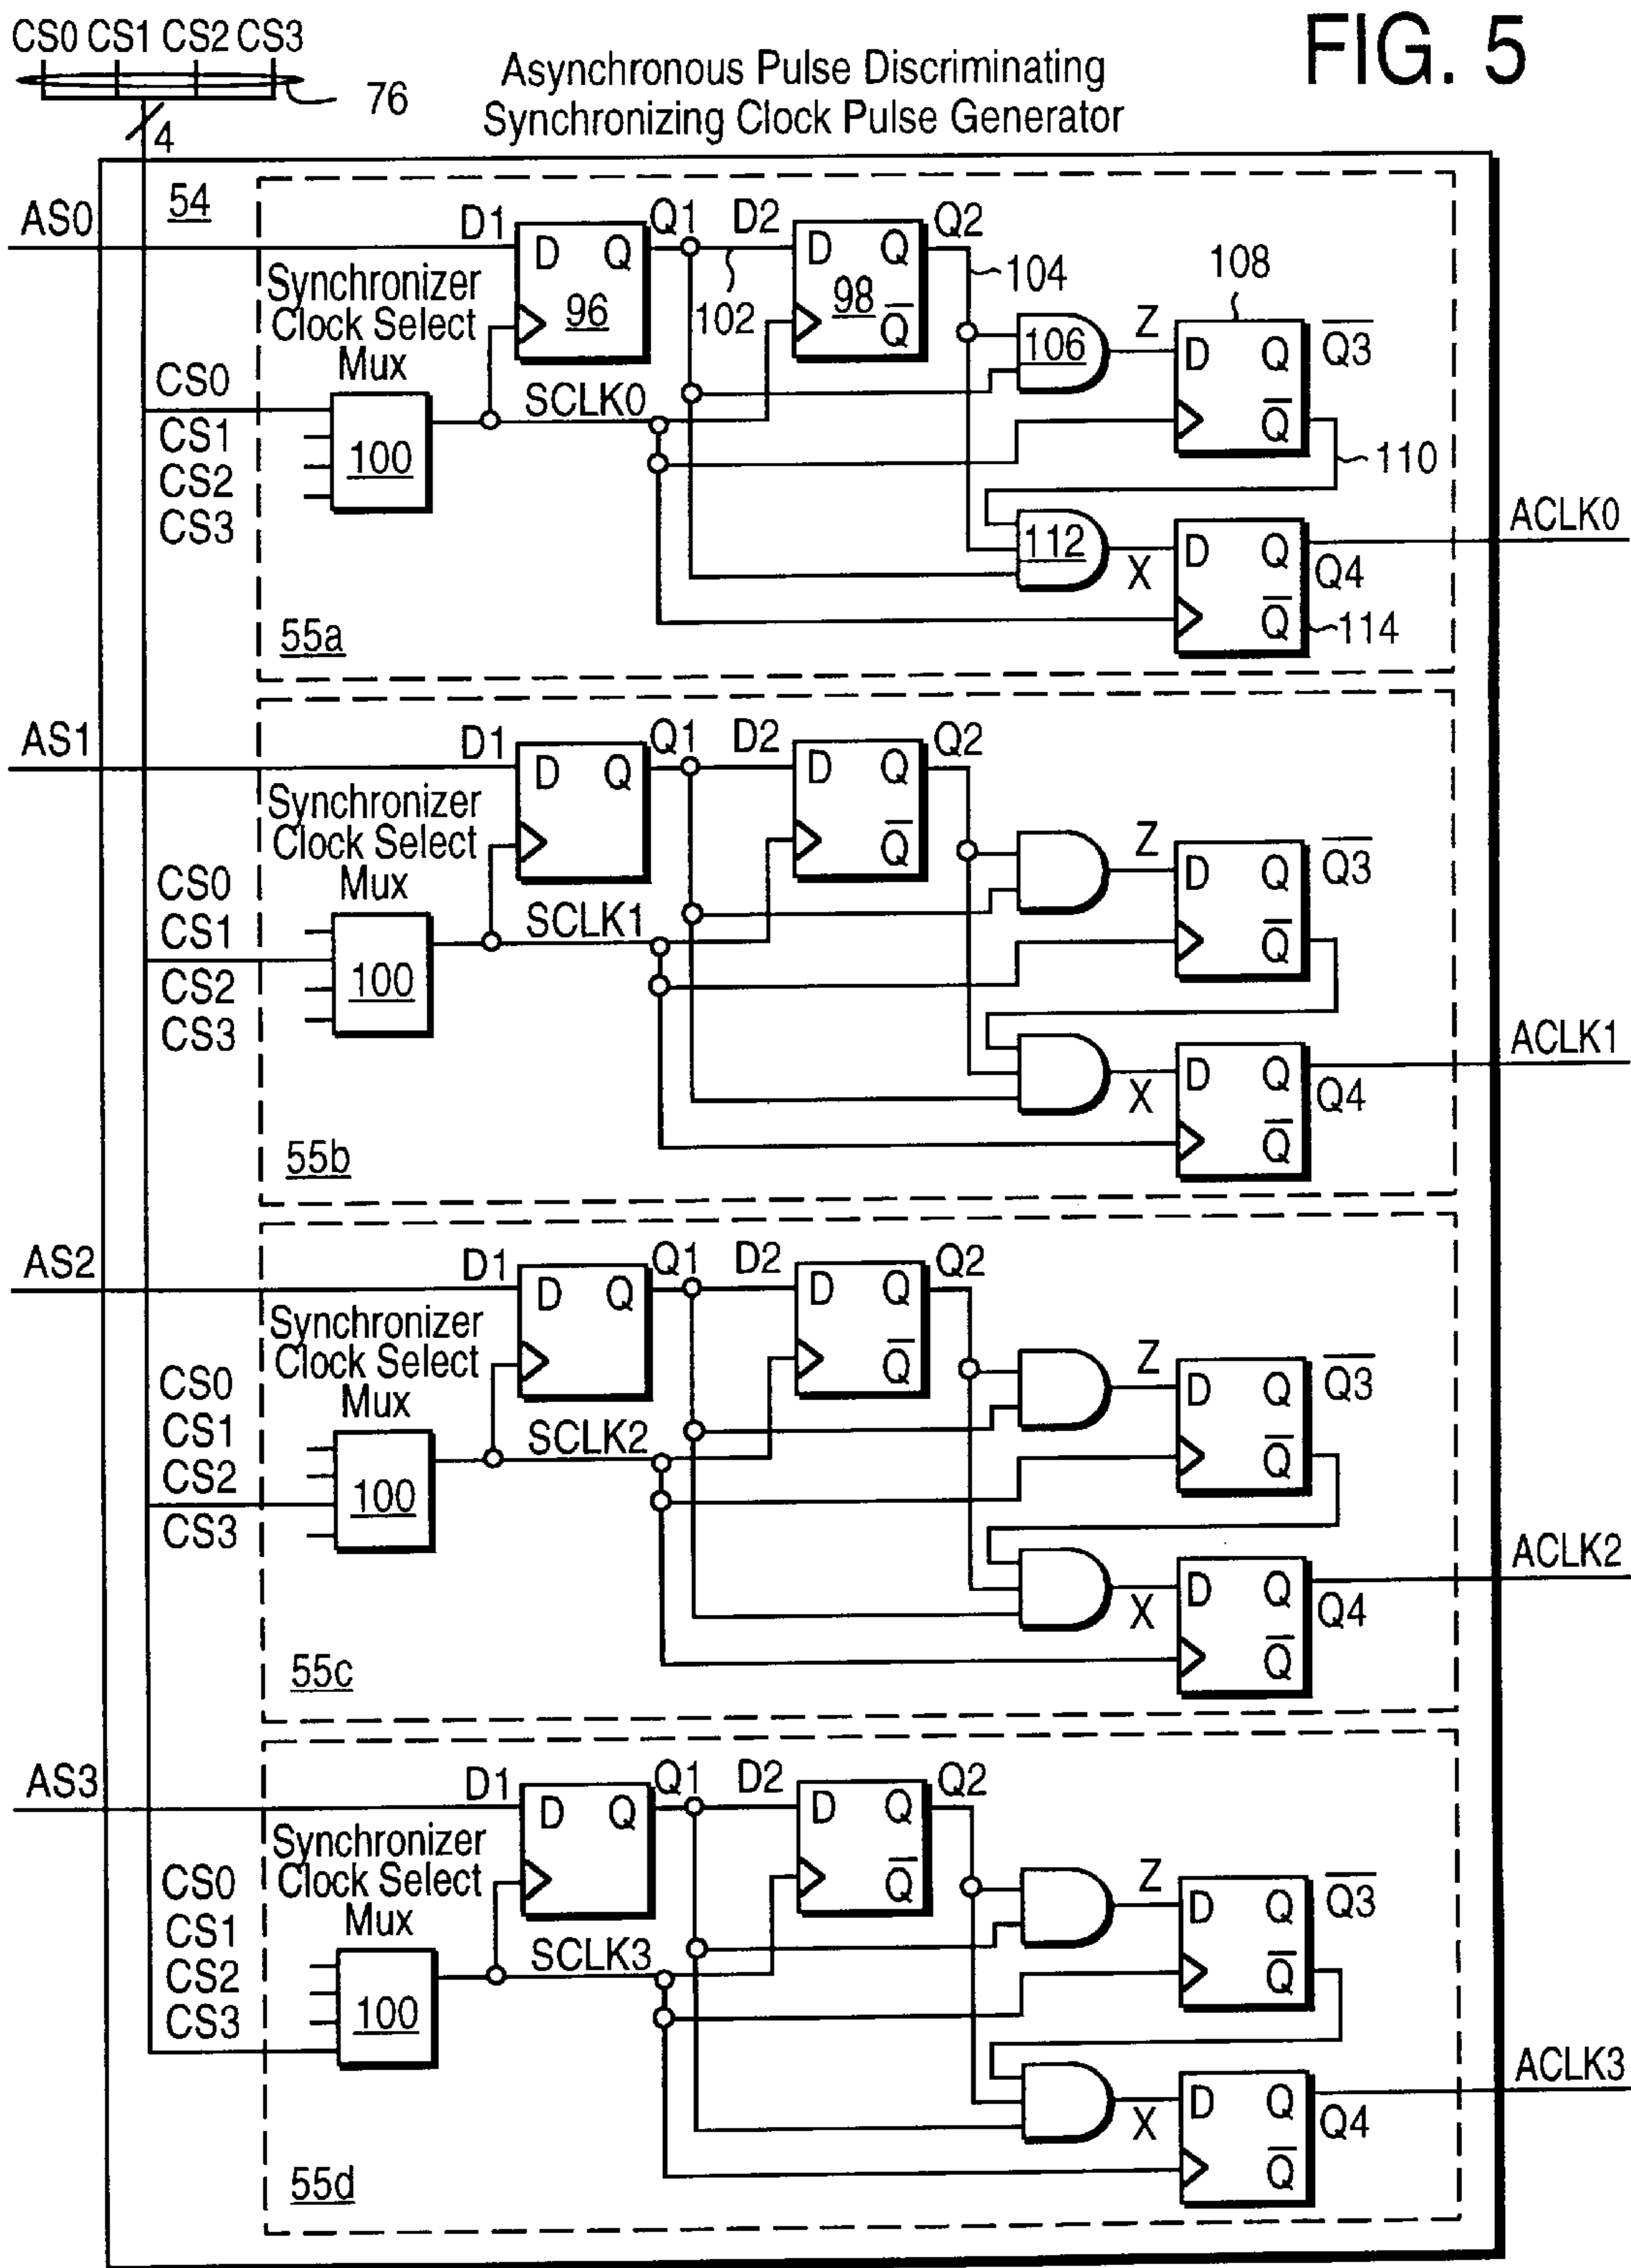 FIG. 5
CS0 CS1 CS2 CS3
76
4
Asynchronous Pulse Discriminating
Synchronizing Clock Pulse Generator
54
AS0
D1
D Q
96
Q1
D2
102
D Q
98
Q̅
Q2
104
106
Z
108
D Q
Q̅
Q̅3̅
110
Synchronizer
Clock Select
Mux
CS0
CS1
CS2
CS3
100
SCLK0
112
X
D Q
Q̅
Q4
114
ACLK0
55a
AS1
D1
D Q
Q1
D2
D Q
Q̅
Q2
Z
D Q
Q̅
Q̅3̅
Synchronizer
Clock Select
Mux
CS0
CS1
CS2
CS3
100
SCLK1
X
D Q
Q̅
Q4
ACLK1
55b
AS2
D1
D Q
Q1
D2
D Q
Q̅
Q2
Z
D Q
Q̅
Q̅3̅
Synchronizer
Clock Select
Mux
CS0
CS1
CS2
CS3
100
SCLK2
X
D Q
Q̅
Q4
ACLK2
55c
AS3
D1
D Q
Q1
D2
D Q
Q̅
Q2
Z
D Q
Q̅
Q̅3̅
Synchronizer
Clock Select
Mux
CS0
CS1
CS2
CS3
100
SCLK3
X
D Q
Q̅
Q4
ACLK3
55d